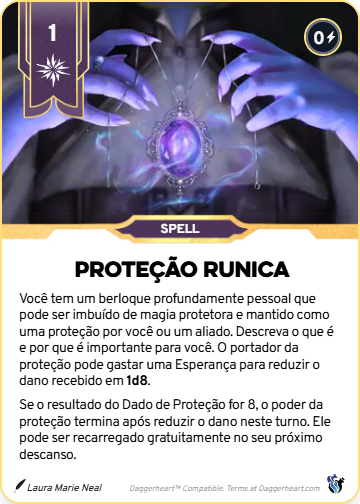 1
0
SPELL
PROTEÇÃO RUNICA
Você tem um berloque profundamente pessoal que
pode ser imbuído de magia protetora e mantido como
uma proteção por você ou um aliado. Descreva o que é
e por que é importante para você. O portador da
proteção pode gastar uma Esperança para reduzir o
dano recebido em 1d8.
Se o resultado do Dado de Proteção for 8, o poder da
proteção termina após reduzir o dano neste turno. Ele
pode ser recarregado gratuitamente no seu próximo
descanso.
Laura Marie Neal
Daggerheart™ Compatible. Terms at Daggerheart.com